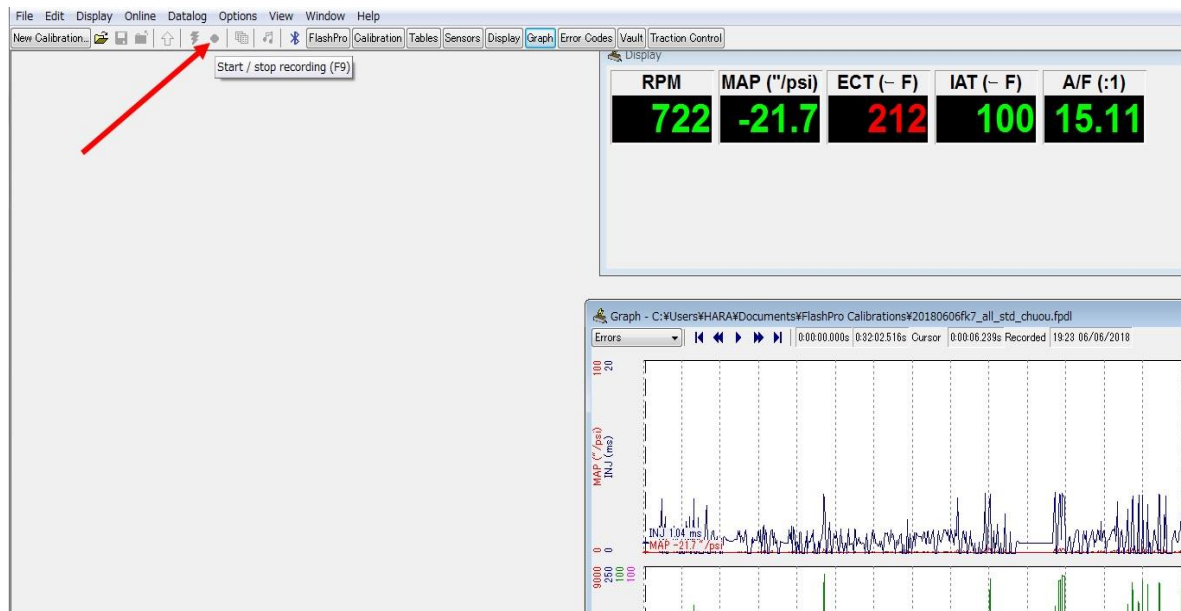 File Edit Display Online Datalog Options View Window Help
New Calibration... FlashPro Calibration Tables Sensors Display Graph Error Codes Vault Traction Control
Start / stop recording (F9)
Display
RPM MAP ("/psi) ECT (– F) IAT (– F) A/F (:1)
722 -21.7 212 100 15.11
Graph - C:¥Users¥HARA¥Documents¥FlashPro Calibrations¥20180606fk7_all_std_chuou.fpdl
Errors 0:00:00.000s 0:32:02.516s Cursor 0:00:06.239s Recorded 19:23 06/06/2018
100 20
MAP ("/psi)
INJ (ms)
INJ 1.04 ms
MAP -21.7 "/psi
0 0
9000 250 100 100